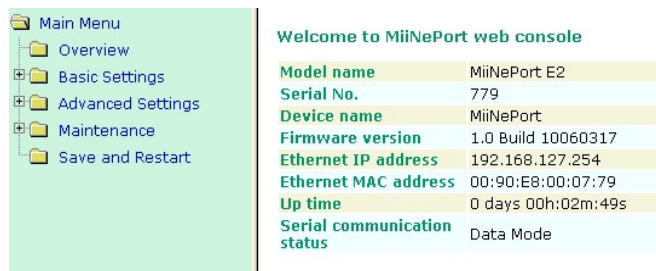 Main Menu
Overview
Basic Settings
Advanced Settings
Maintenance
Save and Restart
Welcome to MiiNePort web console
Model name MiiNePort E2
Serial No. 779
Device name MiiNePort
Firmware version 1.0 Build 10060317
Ethernet IP address 192.168.127.254
Ethernet MAC address 00:90:E8:00:07:79
Up time 0 days 00h:02m:49s
Serial communication
status Data Mode